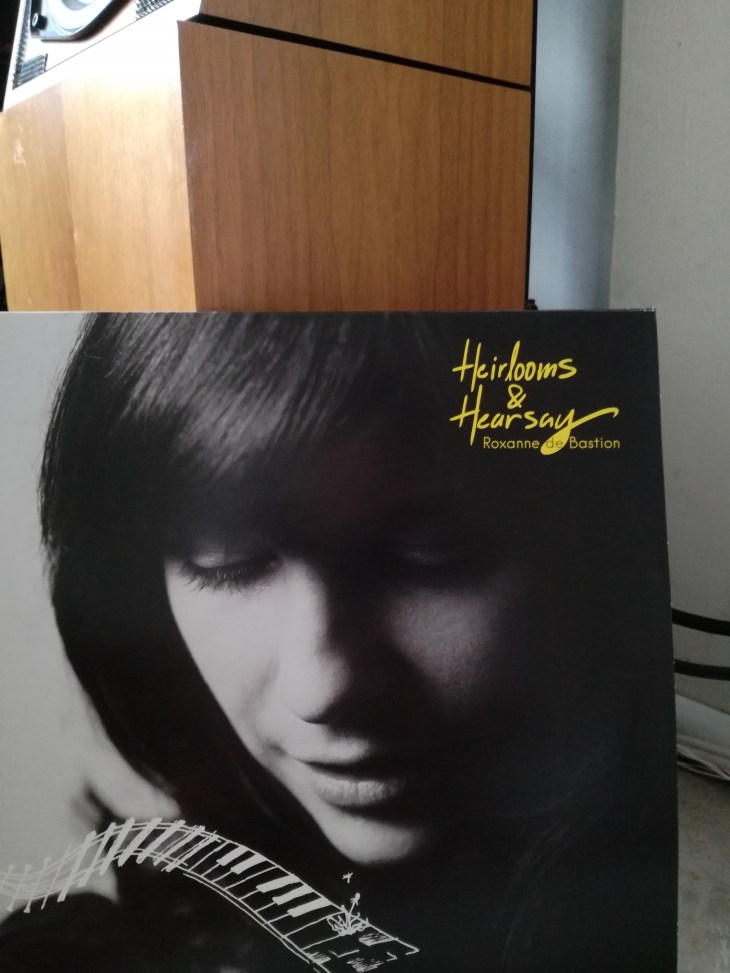 Heirlooms
&
Hearsay
Roxanne de Bastion